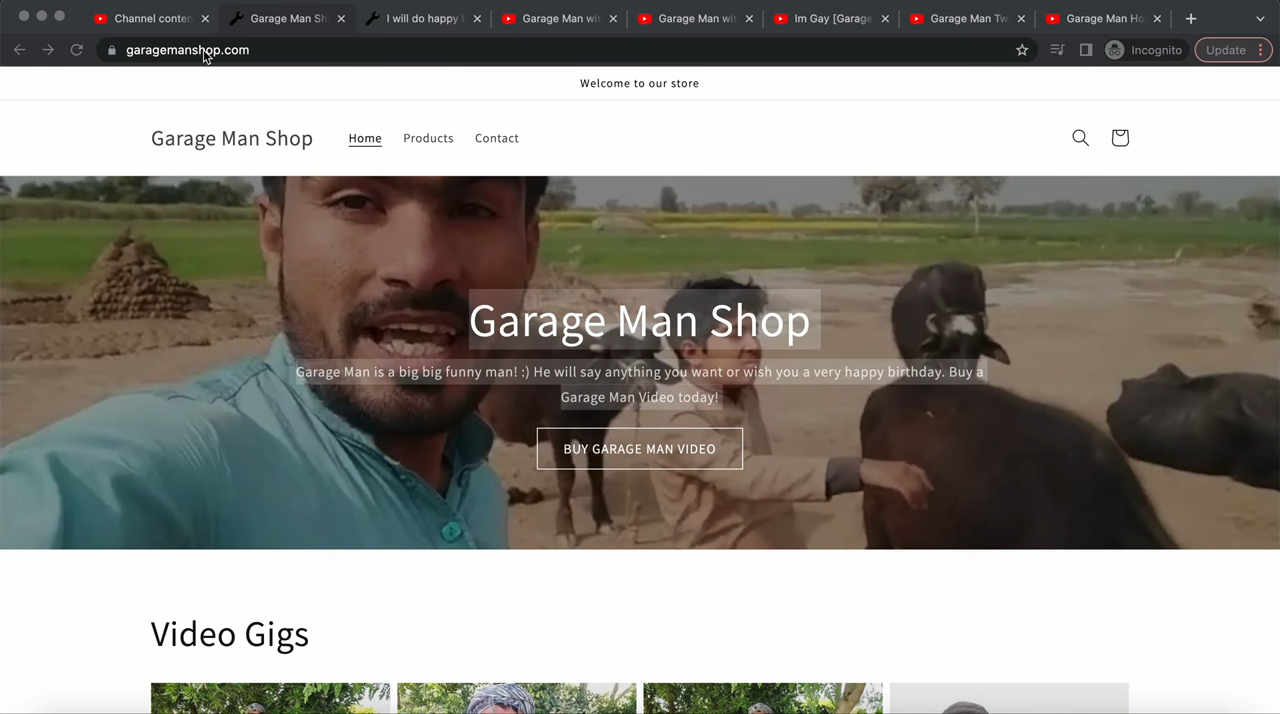 Channel conten
Garage Man Sh
I will do happy b
Garage Man wit
Garage Man wit
Im Gay [Garage
Garage Man Tw
Garage Man Ho
garagemanshop.com
Incognito
Update
Welcome to our store
Garage Man Shop
Home
Products
Contact
Garage Man Shop
Garage Man is a big big funny man! :) He will say anything you want or wish you a very happy birthday. Buy a
Garage Man Video today!
BUY GARAGE MAN VIDEO
Video Gigs